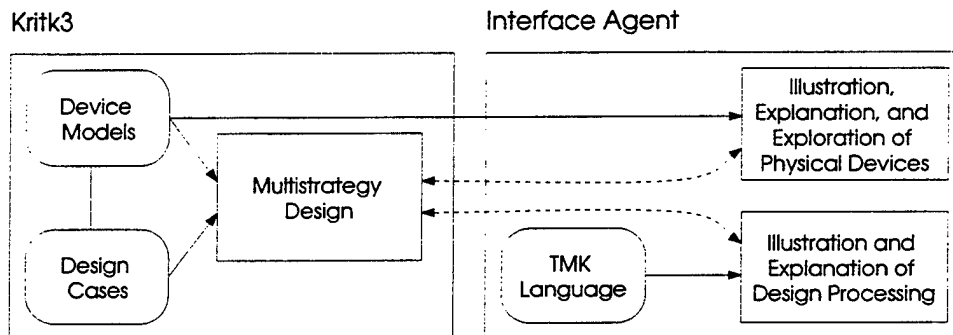 Kritk3
Interface Agent
Device
Models
Illustration,
Explanation, and
Exploration of
Physical Devices
Multistrategy
Design
Design
Cases
TMK
Language
Illustration and
Explanation of
Design Processing